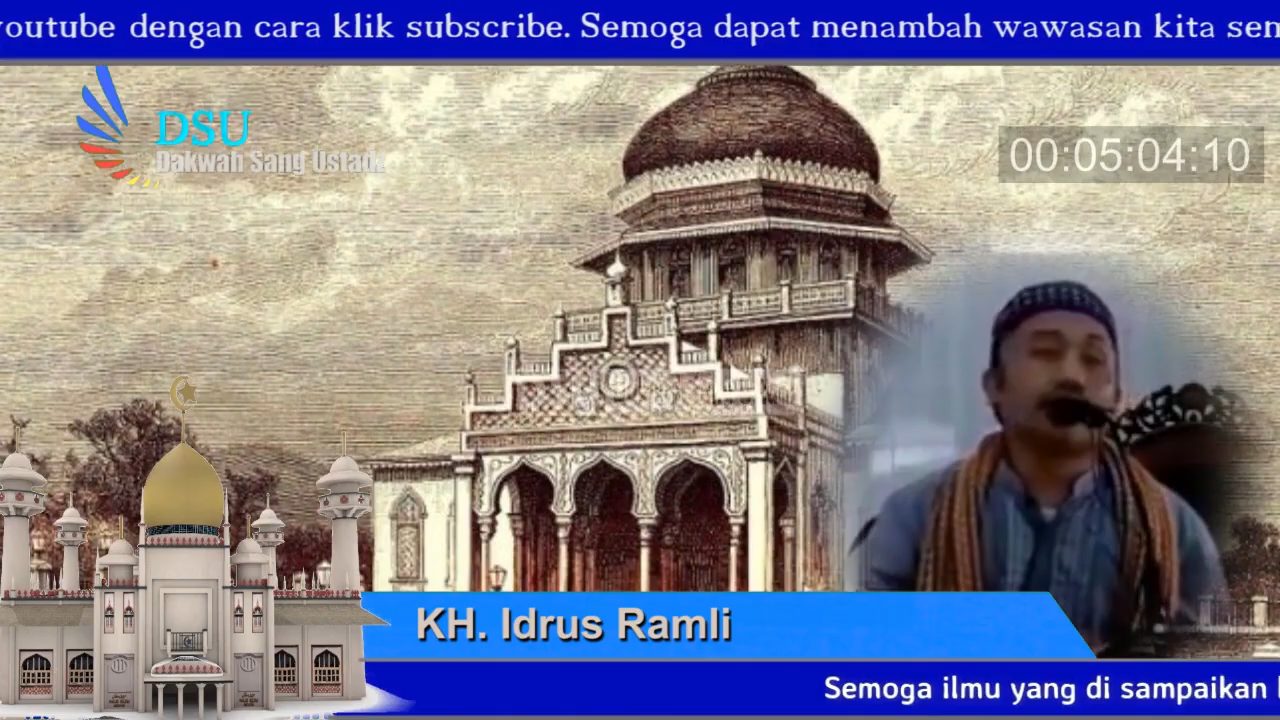 youtube dengan cara klik subscribe. Semoga dapat menambah wawasan kita sem
DSU
Dakwah Sang Ustadz
00:05:04:10
KH. Idrus Ramli
Semoga ilmu yang di sampaikan